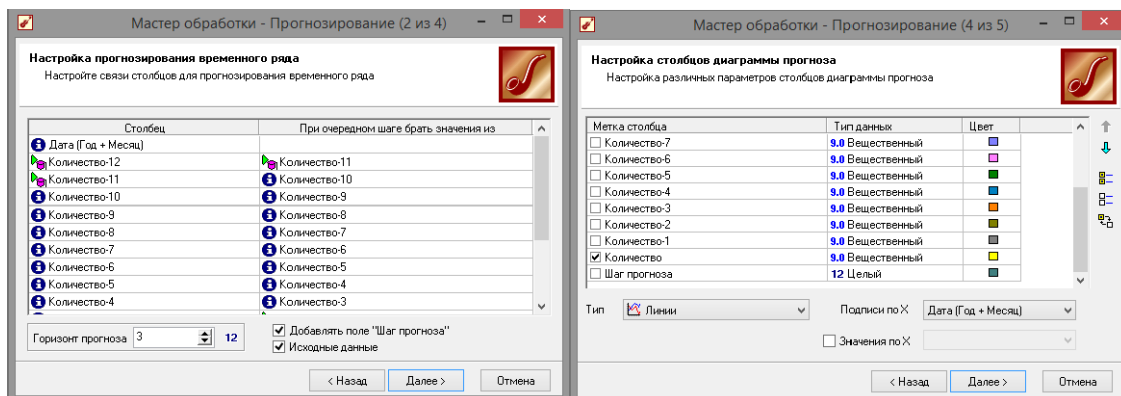 Мастер обработки - Прогнозирование (2 из 4)
Настройка прогнозирования временного ряда
Настройте связи столбцов для прогнозирования временного ряда
Столбец При очередном шаге брать значения из
Дата (Год + Месяц)
Количество-12 Количество-11
Количество-11 Количество-10
Количество-10 Количество-9
Количество-9 Количество-8
Количество-8 Количество-7
Количество-7 Количество-6
Количество-6 Количество-5
Количество-5 Количество-4
Количество-4 Количество-3
Горизонт прогноза 3 12
Добавлять поле "Шаг прогноза"
Исходные данные
< Назад Далее > Отмена
Мастер обработки - Прогнозирование (4 из 5)
Настройка столбцов диаграммы прогноза
Настройка различных параметров столбцов диаграммы прогноза
Метка столбца Тип данных Цвет
Количество-7 9.0 Вещественный
Количество-6 9.0 Вещественный
Количество-5 9.0 Вещественный
Количество-4 9.0 Вещественный
Количество-3 9.0 Вещественный
Количество-2 9.0 Вещественный
Количество-1 9.0 Вещественный
Количество 9.0 Вещественный
Шаг прогноза 12 Целый
Тип Линии Подписи по X Дата (Год + Месяц)
Значения по X
< Назад Далее > Отмена